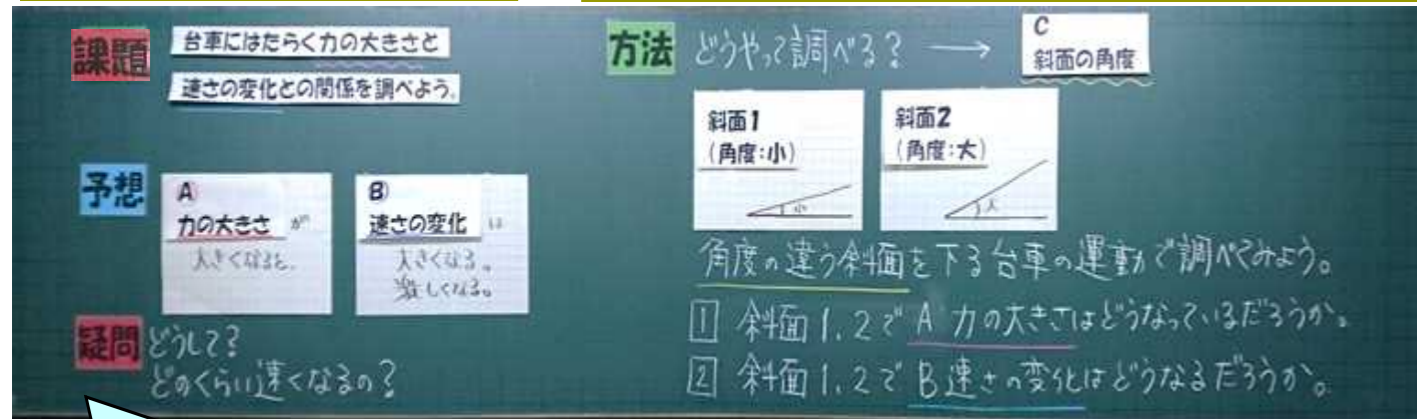 課題
台車にはたらく力の大きさと
速さの変化との関係を調べよう。
予想
A
力の大きさ が
大きくなると、
B
速さの変化 は
大きくなる。
激しくなる。
疑問
どうして?
どのくらい速くなるの?
方法 どうやって調べる? →
C
斜面の角度
斜面1
(角度:小)
小
斜面2
(角度:大)
大
角度の違う斜面を下る台車の運動で調べてみよう。
1 斜面1.2で A 力の大きさはどうなっているだろうか。
2 斜面1.2で B 速さの変化はどうなるだろうか。